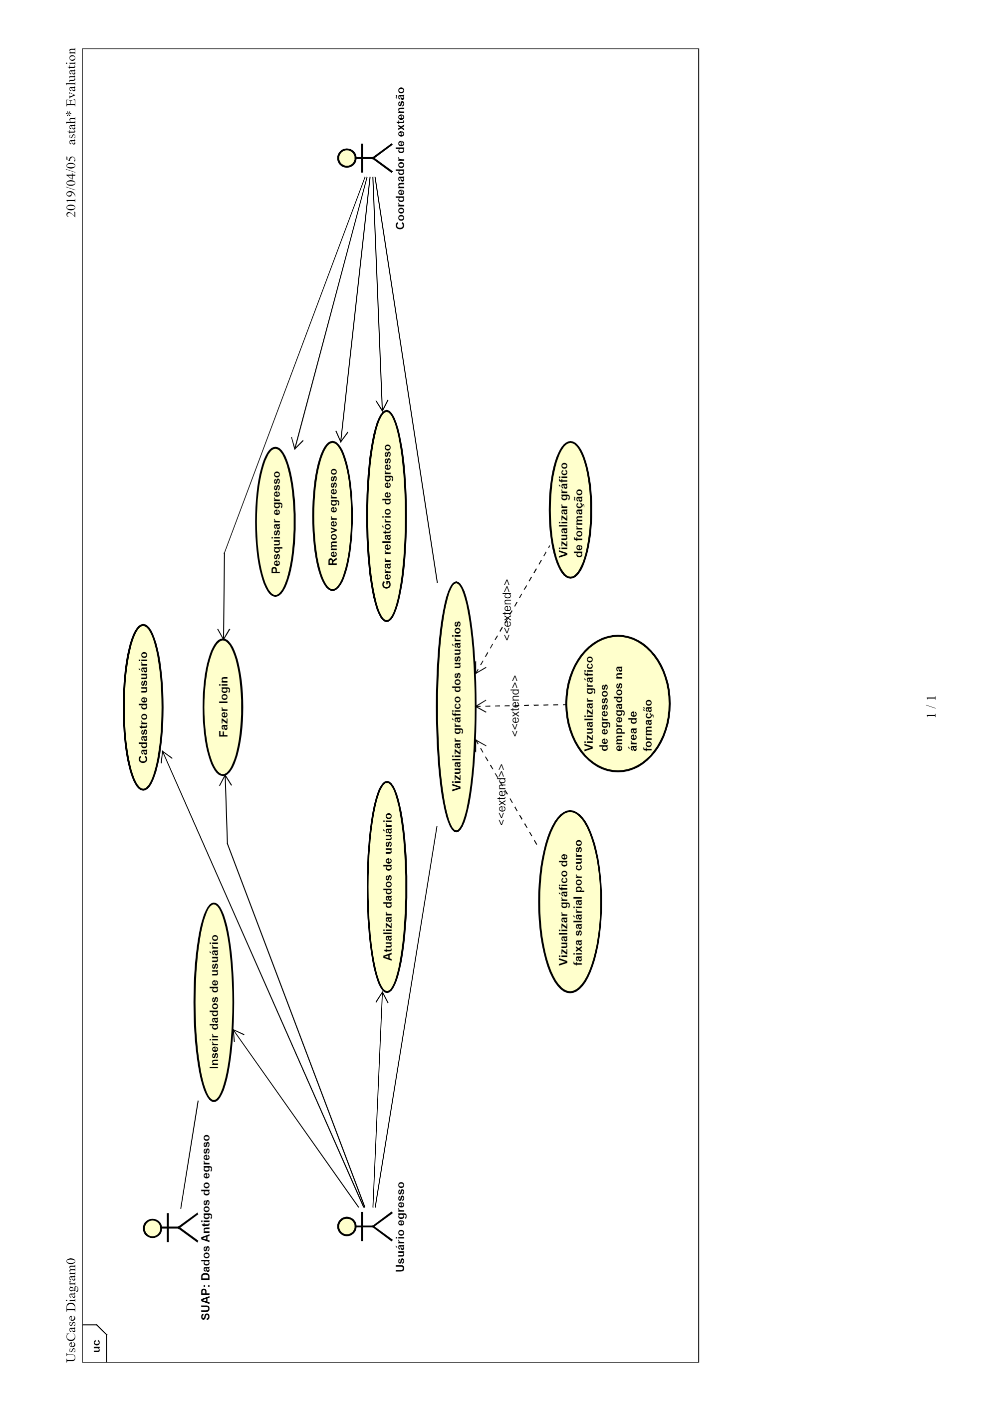 UseCase Diagram0
2019/04/05 astah* Evaluation
uc
Cadastro de usuário
SUAP: Dados Antigos do egresso
Inserir dados de usuário
Fazer login
Pesquisar egresso
Remover egresso
Usuário egresso
Atualizar dados de usuário
Gerar relatório de egresso
Coordenador de extensão
Vizualizar gráfico dos usuários
<<extend>>
<<extend>>
<<extend>>
Vizualizar gráfico de
faixa salárial por curso
Vizualizar gráfico
de egressos
empregados na
área de
formação
Vizualizar gráfico
de formação
1 / 1